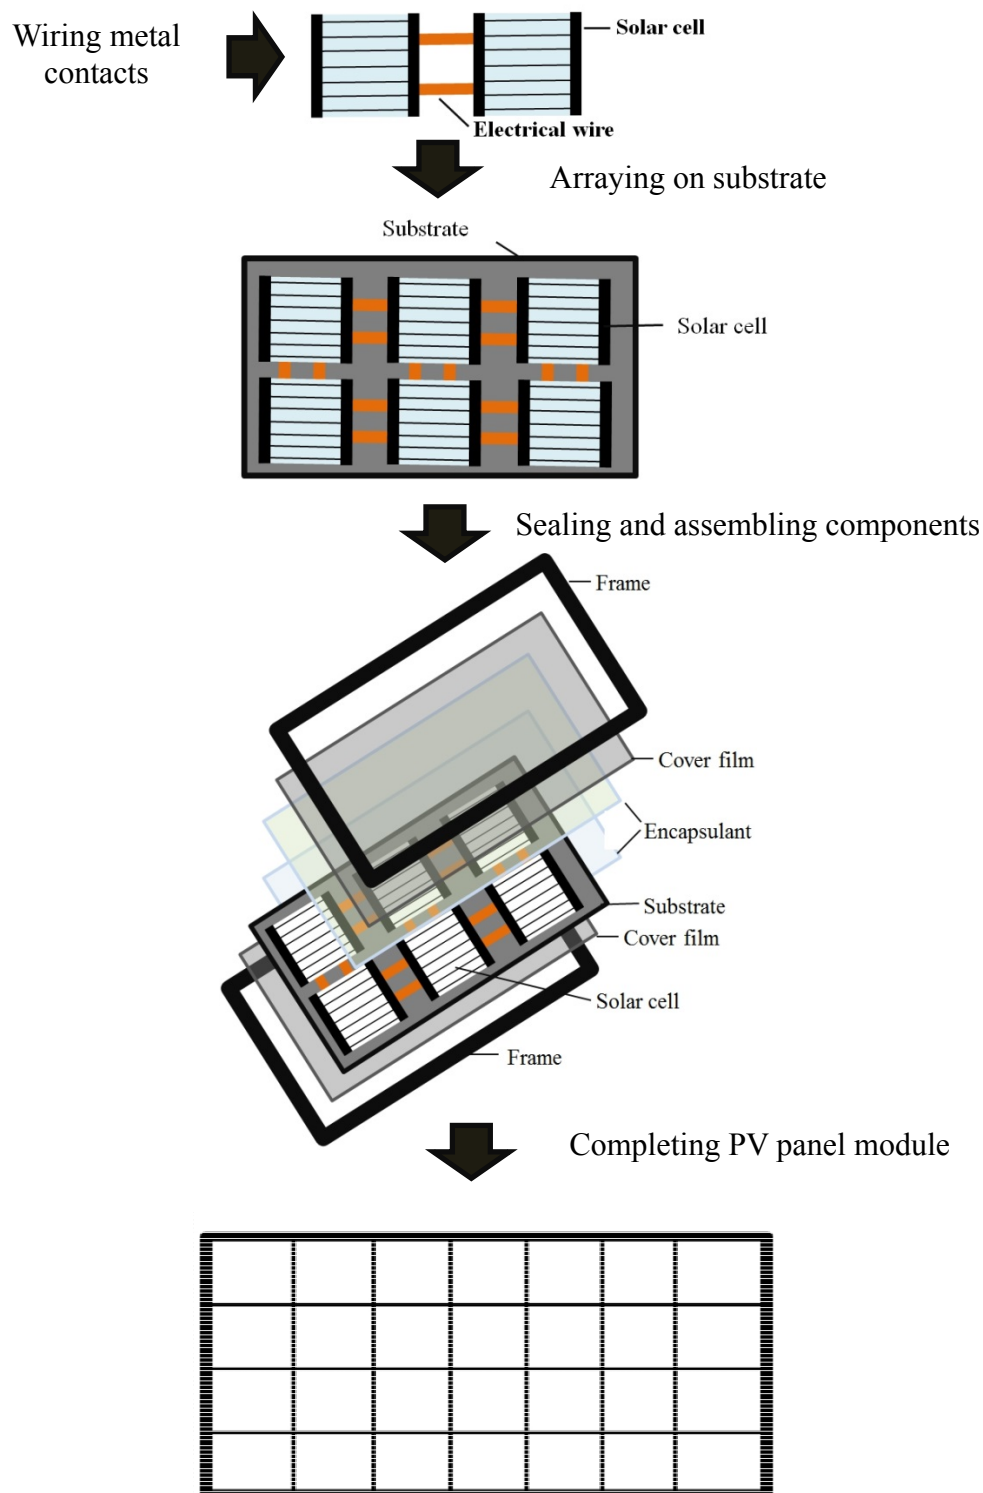 Wiring metal
contacts
Solar cell
Electrical wire
Arraying on substrate
Substrate
Solar cell
Sealing and assembling components
Frame
Cover film
Encapsulant
Substrate
Cover film
Solar cell
Frame
Completing PV panel module